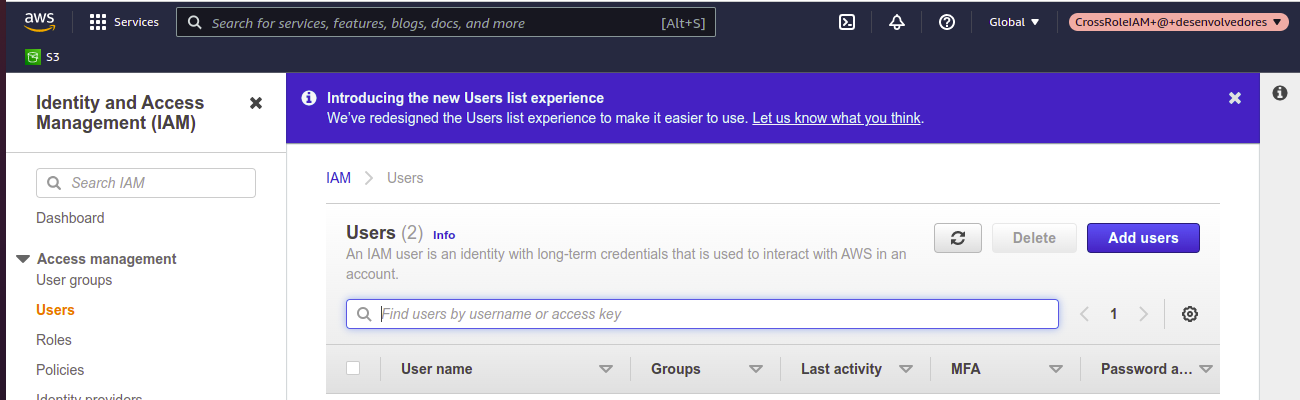 aws
Services
Search for services, features, blogs, docs, and more
[Alt+S]
Global
CrossRoleIAM+@+desenvolvedores
S3
Identity and Access
Management (IAM)
Search IAM
Dashboard
Access management
User groups
Users
Roles
Policies
Identity providers
Introducing the new Users list experience
We've redesigned the Users list experience to make it easier to use. Let us know what you think.
IAM
Users
Users (2) Info
An IAM user is an identity with long-term credentials that is used to interact with AWS in an
account.
Delete
Add users
Find users by username or access key
1
User name
Groups
Last activity
MFA
Password a...